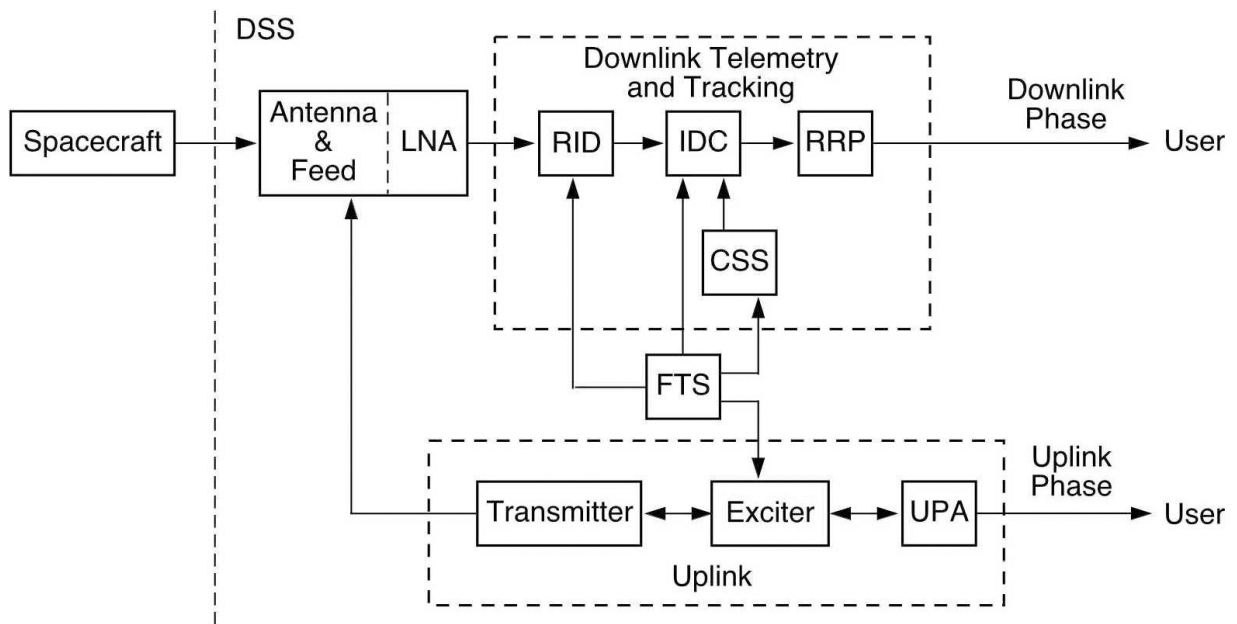 DSS
Downlink Telemetry
and Tracking
Spacecraft
Antenna
&
Feed
LNA
RID
IDC
RRP
Downlink
Phase
User
CSS
FTS
Transmitter
Exciter
UPA
Uplink
Phase
User
Uplink